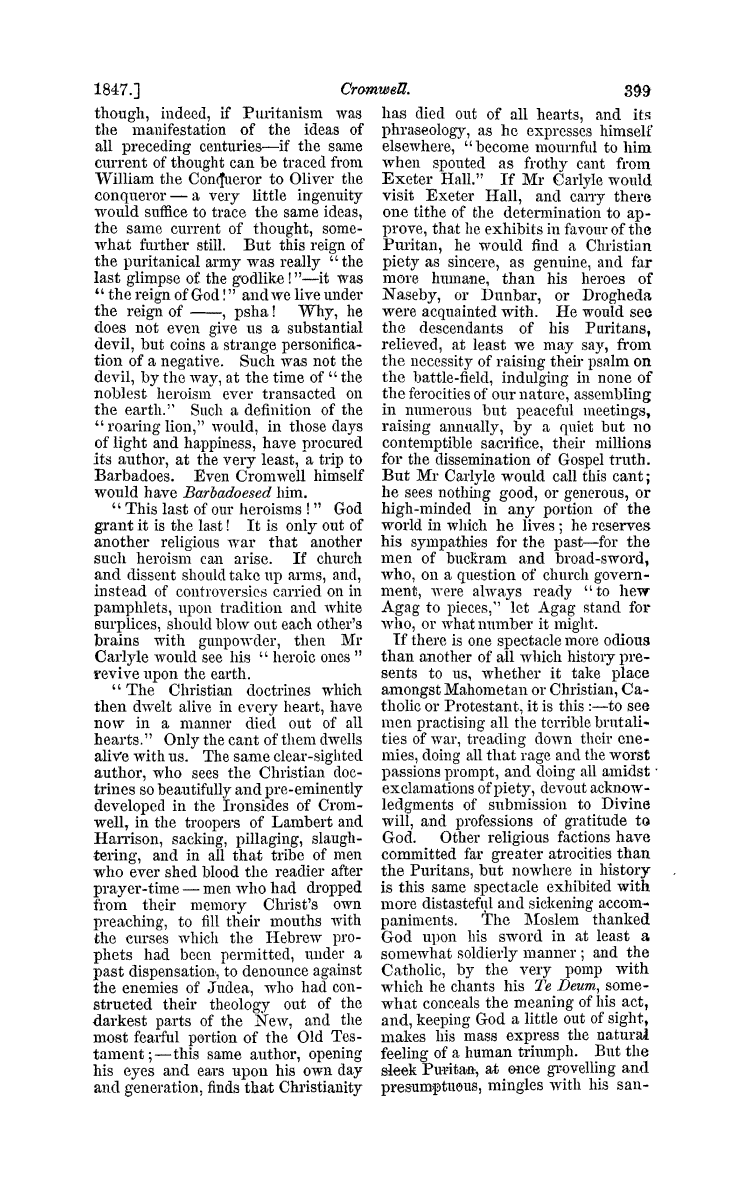 1847.] Cromwell. 399
though, indeed, if Puritanism was
the manifestation of the ideas of
all preceding centuries—if the same
current of thought can be traced from
William the Conqueror to Oliver the
conqueror — a very little ingenuity
would suffice to trace the same ideas,
the same current of thought, some-
what further still. But this reign of
the puritanical army was really “the
last glimpse of the godlike!”—it was
“the reign of God!” and we live under
the reign of ——, psha! Why, he
does not even give us a substantial
devil, but coins a strange personifica-
tion of a negative. Such was not the
devil, by the way, at the time of “the
noblest heroism ever transacted on
the earth.” Such a definition of the
“roaring lion,” would, in those days
of light and happiness, have procured
its author, at the very least, a trip to
Barbadoes. Even Cromwell himself
would have Barbadoesed him.
“This last of our heroisms!” God
grant it is the last! It is only out of
another religious war that another
such heroism can arise. If church
and dissent should take up arms, and,
instead of controversies carried on in
pamphlets, upon tradition and white
surplices, should blow out each other’s
brains with gunpowder, then Mr
Carlyle would see his “heroic ones”
revive upon the earth.
“The Christian doctrines which
then dwelt alive in every heart, have
now in a manner died out of all
hearts.” Only the cant of them dwells
alive with us. The same clear-sighted
author, who sees the Christian doc-
trines so beautifully and pre-eminently
developed in the Ironsides of Crom-
well, in the troopers of Lambert and
Harrison, sacking, pillaging, slaugh-
tering, and in all that tribe of men
who ever shed blood the readier after
prayer-time — men who had dropped
from their memory Christ’s own
preaching, to fill their mouths with
the curses which the Hebrew pro-
phets had been permitted, under a
past dispensation, to denounce against
the enemies of Judea, who had con-
structed their theology out of the
darkest parts of the New, and the
most fearful portion of the Old Tes-
tament;—this same author, opening
his eyes and ears upon his own day
and generation, finds that Christianity
has died out of all hearts, and its
phraseology, as he expresses himself
elsewhere, “become mournful to him
when spouted as frothy cant from
Exeter Hall.” If Mr Carlyle would
visit Exeter Hall, and carry there
one tithe of the determination to ap-
prove, that he exhibits in favour of the
Puritan, he would find a Christian
piety as sincere, as genuine, and far
more humane, than his heroes of
Naseby, or Dunbar, or Drogheda
were acquainted with. He would see
the descendants of his Puritans,
relieved, at least we may say, from
the necessity of raising their psalm on
the battle-field, indulging in none of
the ferocities of our nature, assembling
in numerous but peaceful meetings,
raising annually, by a quiet but no
contemptible sacrifice, their millions
for the dissemination of Gospel truth.
But Mr Carlyle would call this cant;
he sees nothing good, or generous, or
high-minded in any portion of the
world in which he lives; he reserves
his sympathies for the past—for the
men of buckram and broad-sword,
who, on a question of church govern-
ment, were always ready “to hew
Agag to pieces,” let Agag stand for
who, or what number it might.
If there is one spectacle more odious
than another of all which history pre-
sents to us, whether it take place
amongst Mahometan or Christian, Ca-
tholic or Protestant, it is this:—to see
men practising all the terrible brutali-
ties of war, treading down their ene-
mies, doing all that rage and the worst
passions prompt, and doing all amidst
exclamations of piety, devout acknow-
ledgments of submission to Divine
will, and professions of gratitude to
God. Other religious factions have
committed far greater atrocities than
the Puritans, but nowhere in history
is this same spectacle exhibited with
more distasteful and sickening accom-
paniments. The Moslem thanked
God upon his sword in at least a
somewhat soldierly manner; and the
Catholic, by the very pomp with
which he chants his Te Deum, some-
what conceals the meaning of his act,
and, keeping God a little out of sight,
makes his mass express the natural
feeling of a human triumph. But the
sleek Puritan, at once grovelling and
presumptuous, mingles with his san-